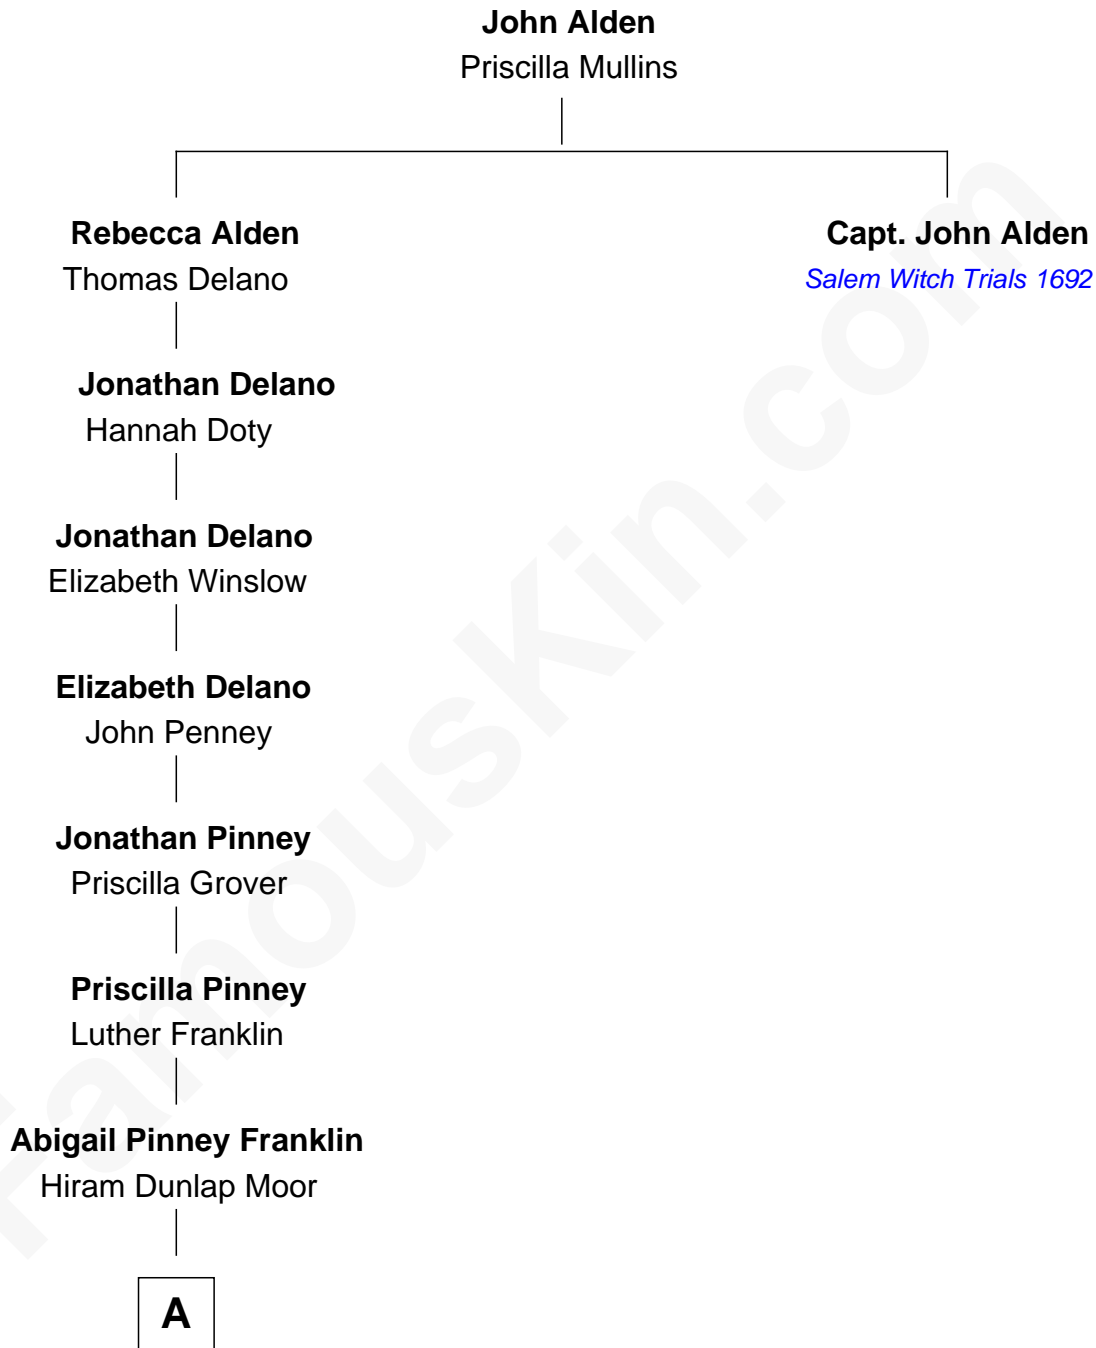 John Alden
Priscilla Mullins
Rebecca Alden
Thomas Delano
Capt. John Alden
Salem Witch Trials 1692
Jonathan Delano
Hannah Doty
Jonathan Delano
Elizabeth Winslow
Elizabeth Delano
John Penney
Jonathan Pinney
Priscilla Grover
Priscilla Pinney
Luther Franklin
Abigail Pinney Franklin
Hiram Dunlap Moor
A
FamousKin.com